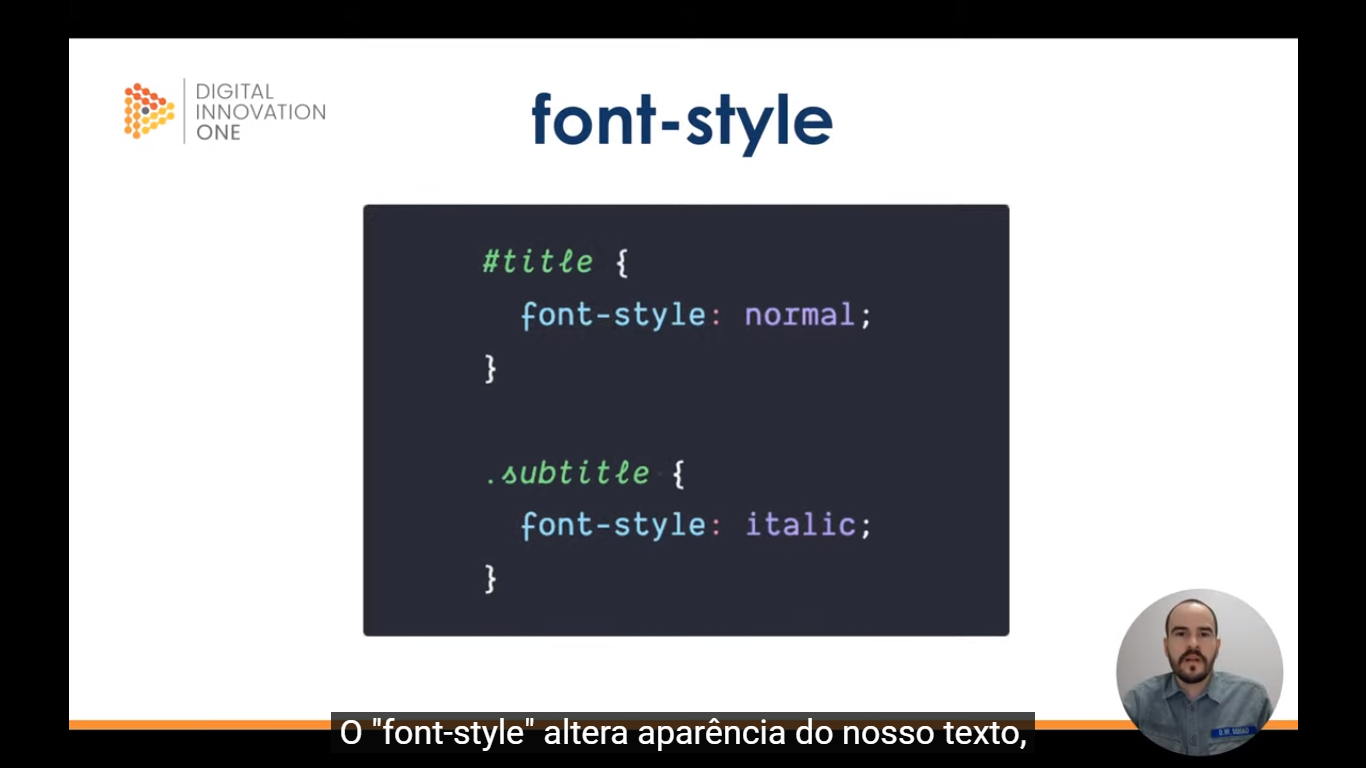 DIGITAL
INNOVATION
ONE
font-style
#title {
font-style: normal;
}
.subtitle {
font-style: italic;
}
O "font-style" altera aparência do nosso texto,